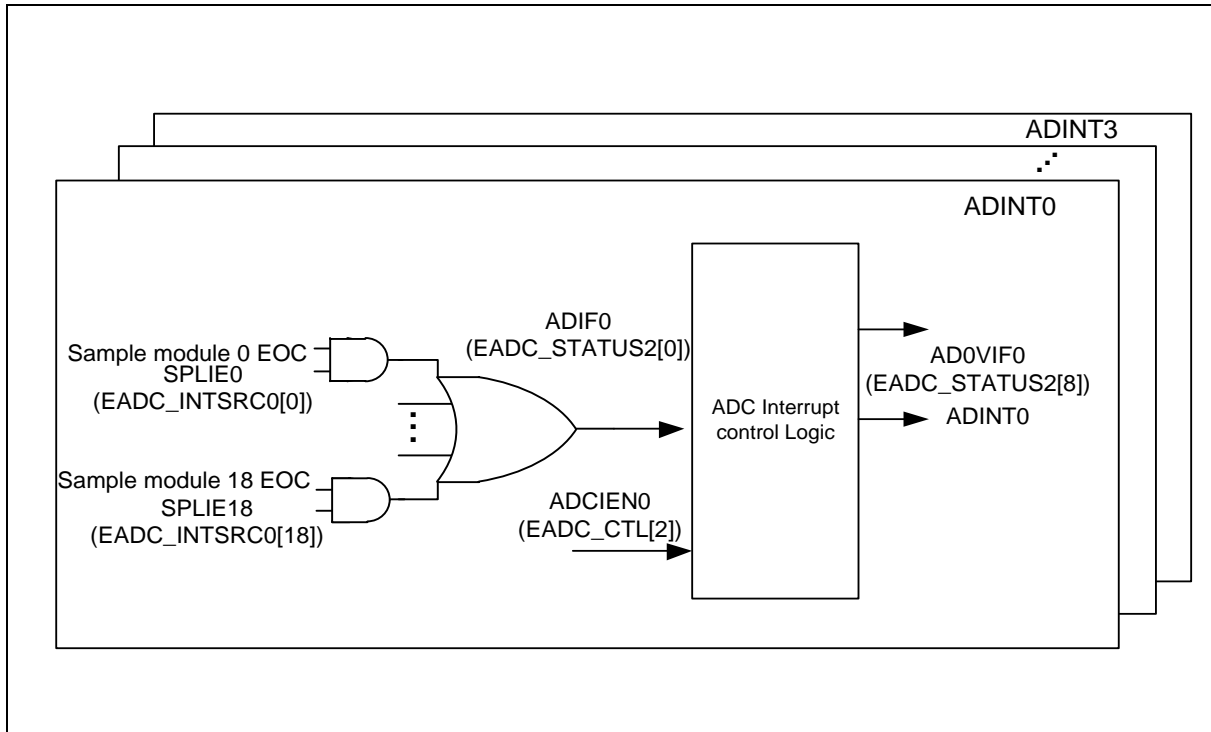 ADINT3
ADINT0
ADIF0
(EADC_STATUS2[0])
Sample module 0 EOC
SPLIE0
(EADC_INTSRC0[0])
AD0VIF0
(EADC_STATUS2[8])
ADC Interrupt
control Logic
ADINT0
Sample module 18 EOC
SPLIE18
(EADC_INTSRC0[18])
ADCIEN0
(EADC_CTL[2])